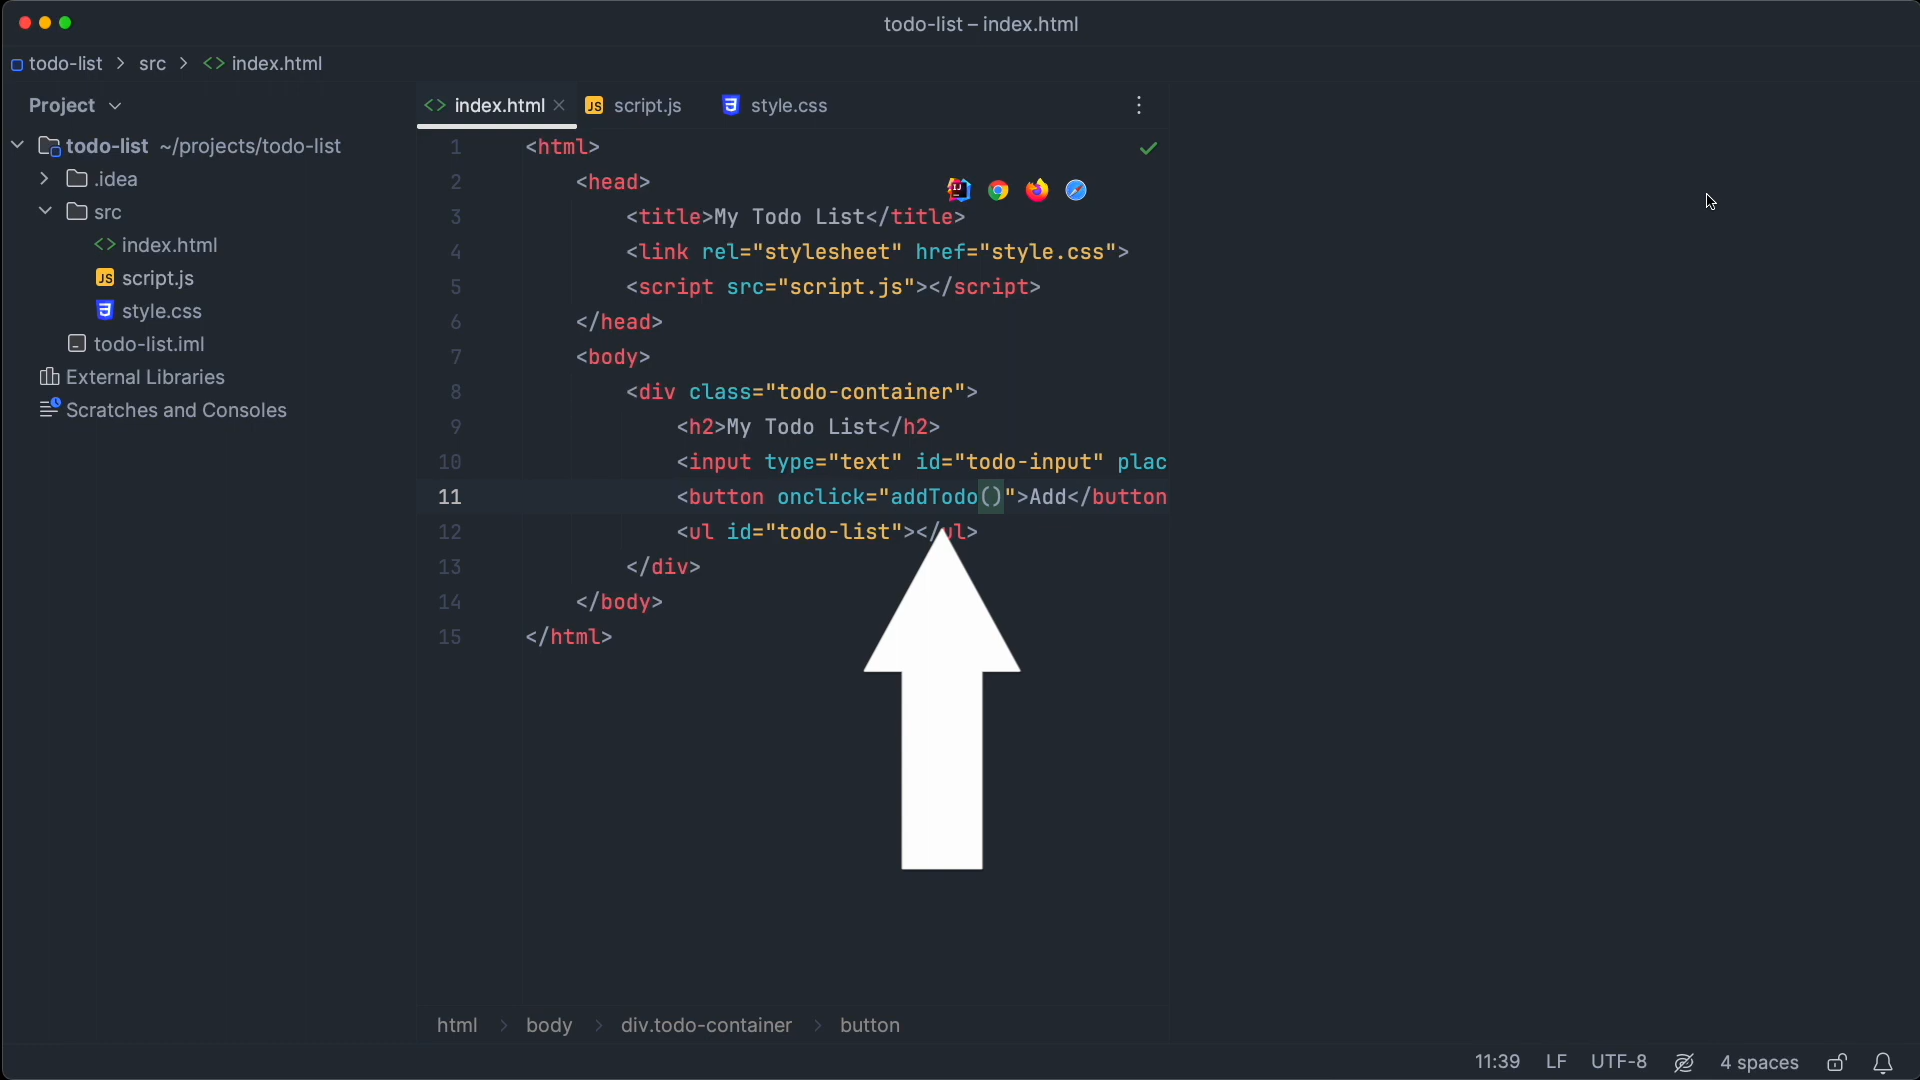 todo-list – index.html
todo-list > src > <> index.html
Project
<> index.html
JS script.js
style.css
todo-list ~/projects/todo-list
.idea
src
<> index.html
JS script.js
style.css
todo-list.iml
External Libraries
Scratches and Consoles
1 <html>
2 <head>
3 <title>My Todo List</title>
4 <link rel="stylesheet" href="style.css">
5 <script src="script.js"></script>
6 </head>
7 <body>
8 <div class="todo-container">
9 <h2>My Todo List</h2>
10 <input type="text" id="todo-input" plac
11 <button onclick="addTodo()">Add</button
12 <ul id="todo-list"></ul>
13 </div>
14 </body>
15 </html>
html > body > div.todo-container > button
11:39 LF UTF-8 4 spaces